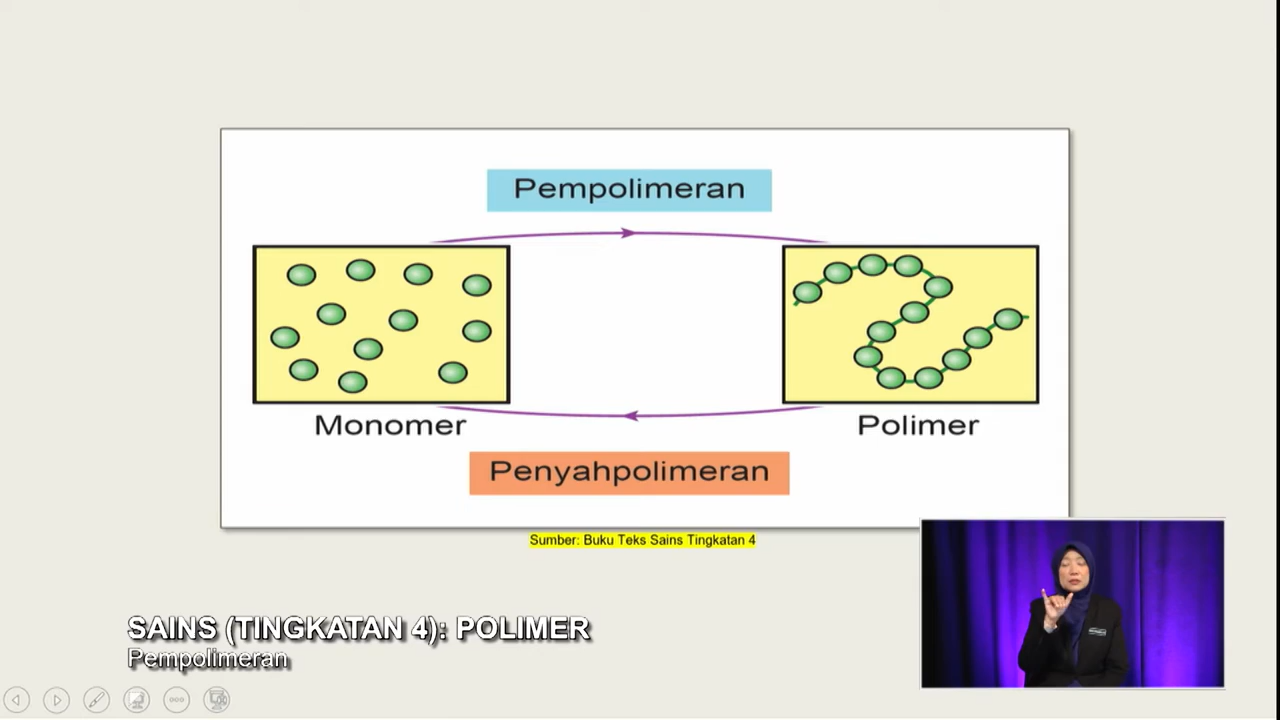 Pempolimeran
Monomer
Polimer
Penyahpolimeran
Sumber: Buku Teks Sains Tingkatan 4
SAINS (TINGKATAN 4): POLIMER
Pempolimeran